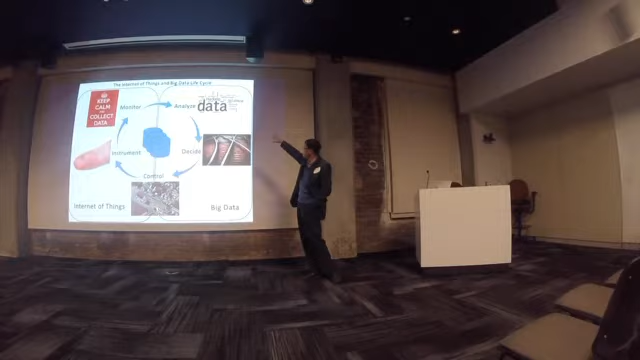 The Internet of Things and Big Data Life Cycle
KEEP
CALM
COLLECT
DATA
Monitor
Analyze
data
Instrument
Decide
Control
Internet of Things
Big Data